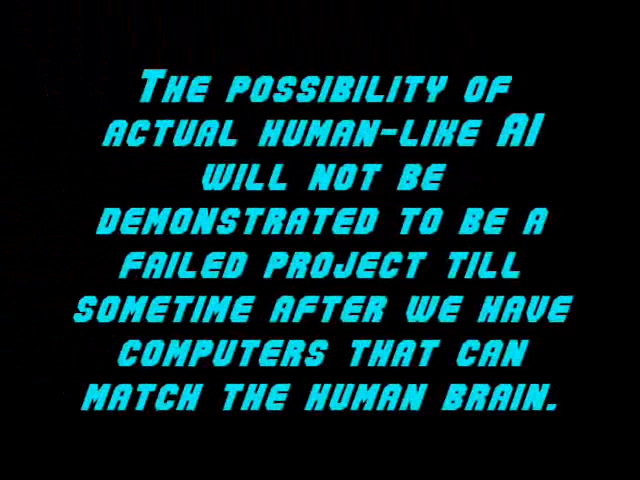 The possibility of
actual human-like AI
will not be
demonstrated to be a
failed project till
sometime after we have
computers that can
match the human brain.